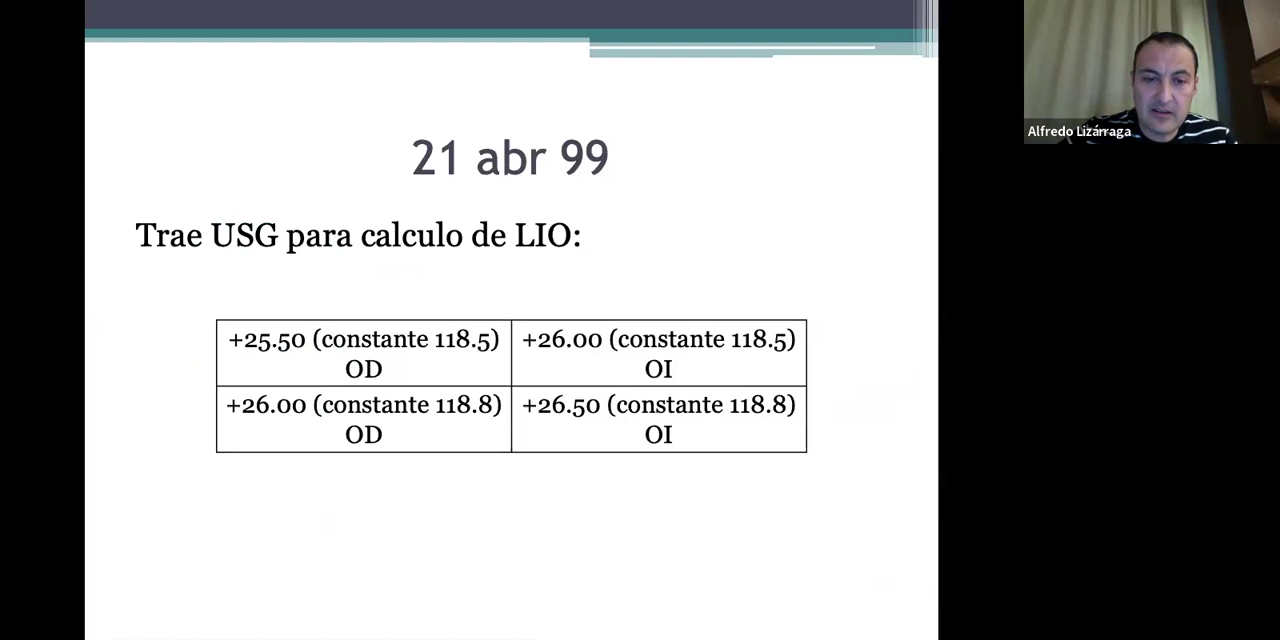 21 abr 99
Trae USG para calculo de LIO:
+25.50 (constante 118.5)
OD
+26.00 (constante 118.5)
OI
+26.00 (constante 118.8)
OD
+26.50 (constante 118.8)
OI
Alfredo Lizárraga